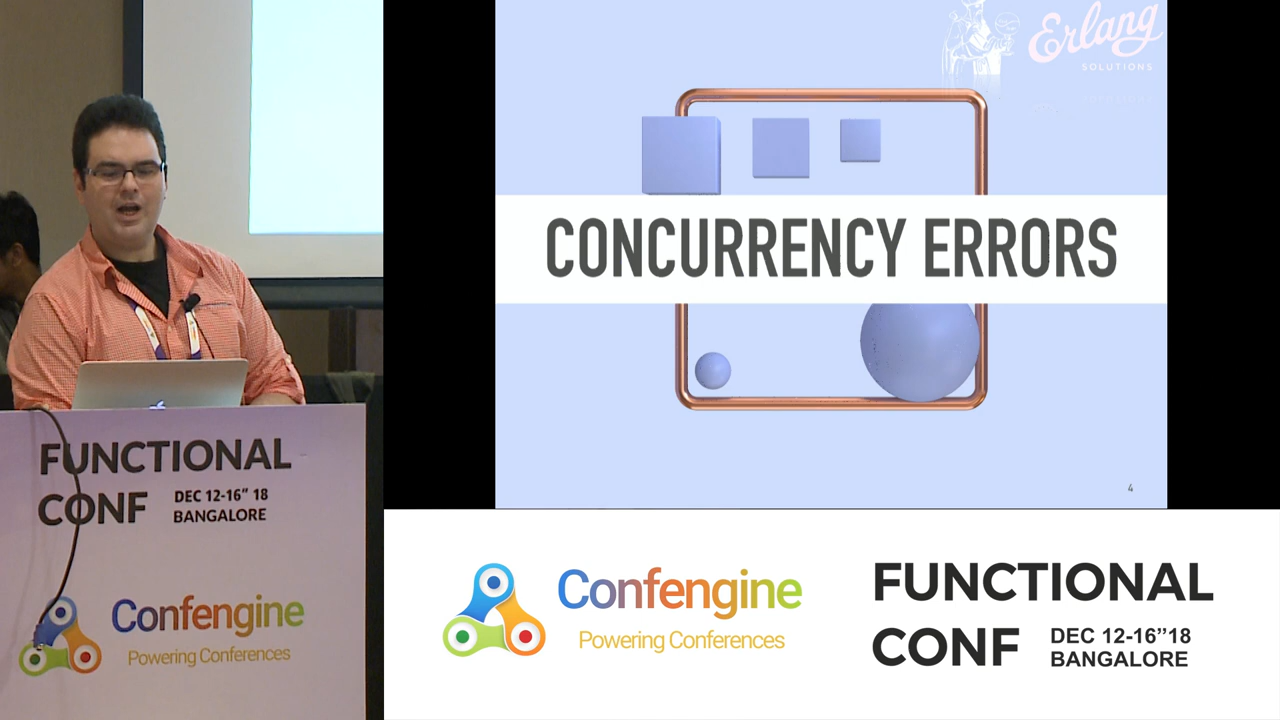 Erlang
SOLUTIONS
CONCURRENCY ERRORS
4
FUNCTIONAL
CONF
DEC 12-16” 18
BANGALORE
Confengine
Powering Conferences
Confengine
Powering Conferences
FUNCTIONAL
CONF
DEC 12-16”18
BANGALORE